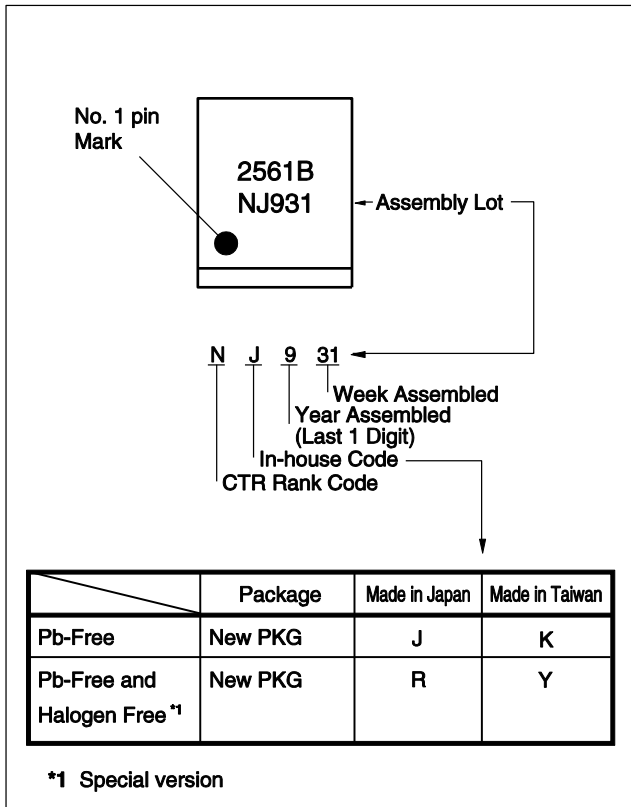 No. 1 pin
Mark
2561B
NJ931
Assembly Lot
N J 9 31
Week Assembled
Year Assembled
(Last 1 Digit)
In-house Code
CTR Rank Code
Package Made in Japan Made in Taiwan
Pb-Free New PKG J K
Pb-Free and New PKG R Y
Halogen Free *1
*1 Special version